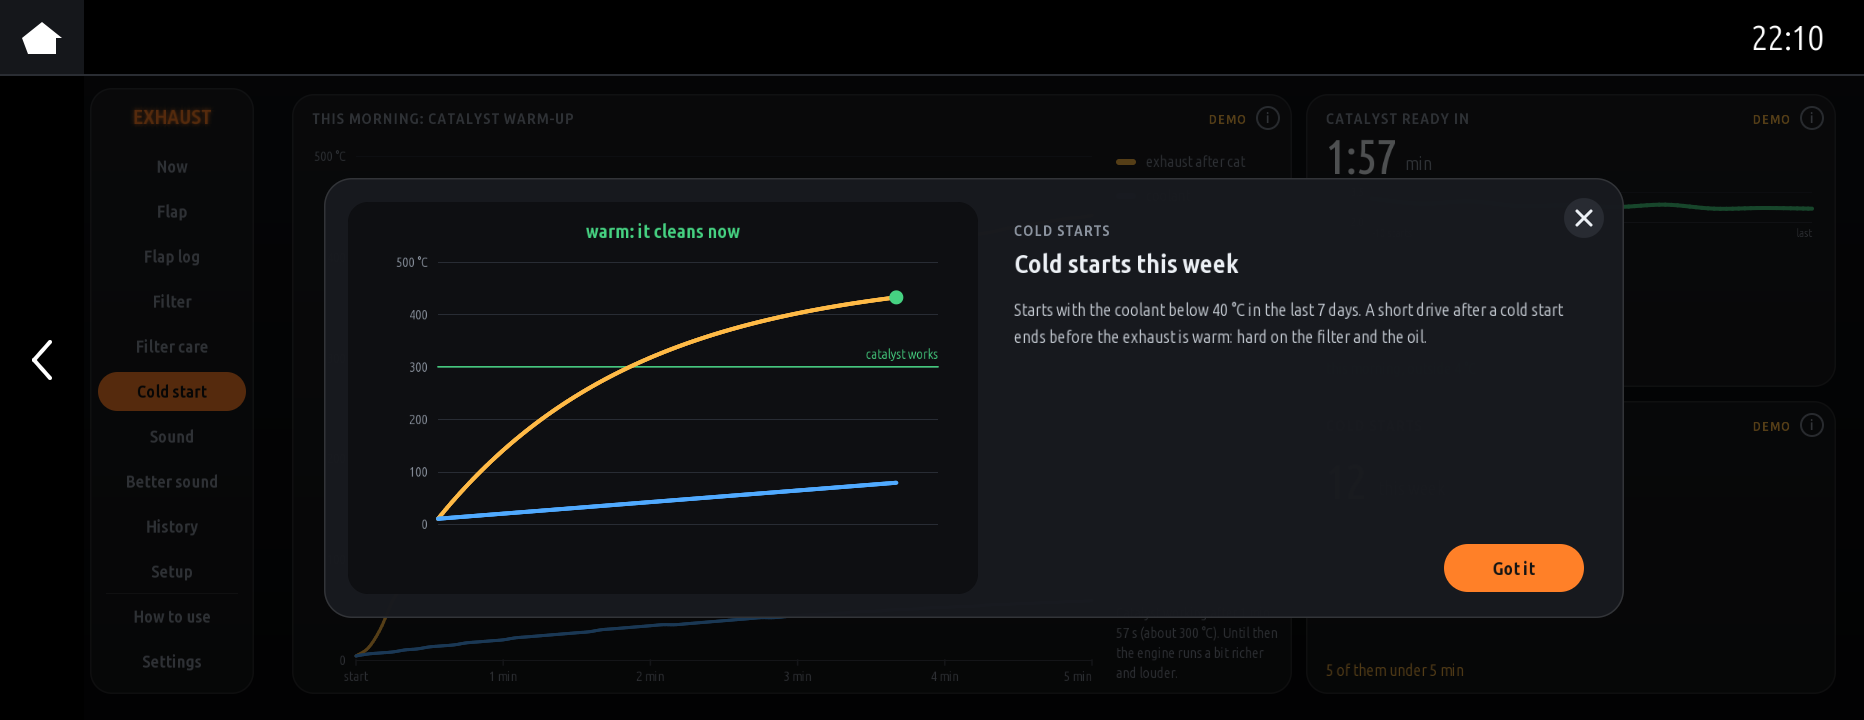 22:10
EXHAUST
Now
Flap
Flap log
Filter
Filter care
Cold start
Sound
Better sound
History
Setup
How to use
Settings
THIS MORNING: CATALYST WARM-UP
DEMO
i
500 °C
exhaust after cat
CATALYST READY IN
DEMO
i
1:57 min
last
warm: it cleans now
500 °C
400
catalyst works
300
200
100
0
COLD STARTS
Cold starts this week
Starts with the coolant below 40 °C in the last 7 days. A short drive after a cold start
ends before the exhaust is warm: hard on the filter and the oil.
Got it
DEMO
i
12
5 of them under 5 min
57 s (about 300 °C). Until then
the engine runs a bit richer
and louder.
0
start
1 min
2 min
3 min
4 min
5 min